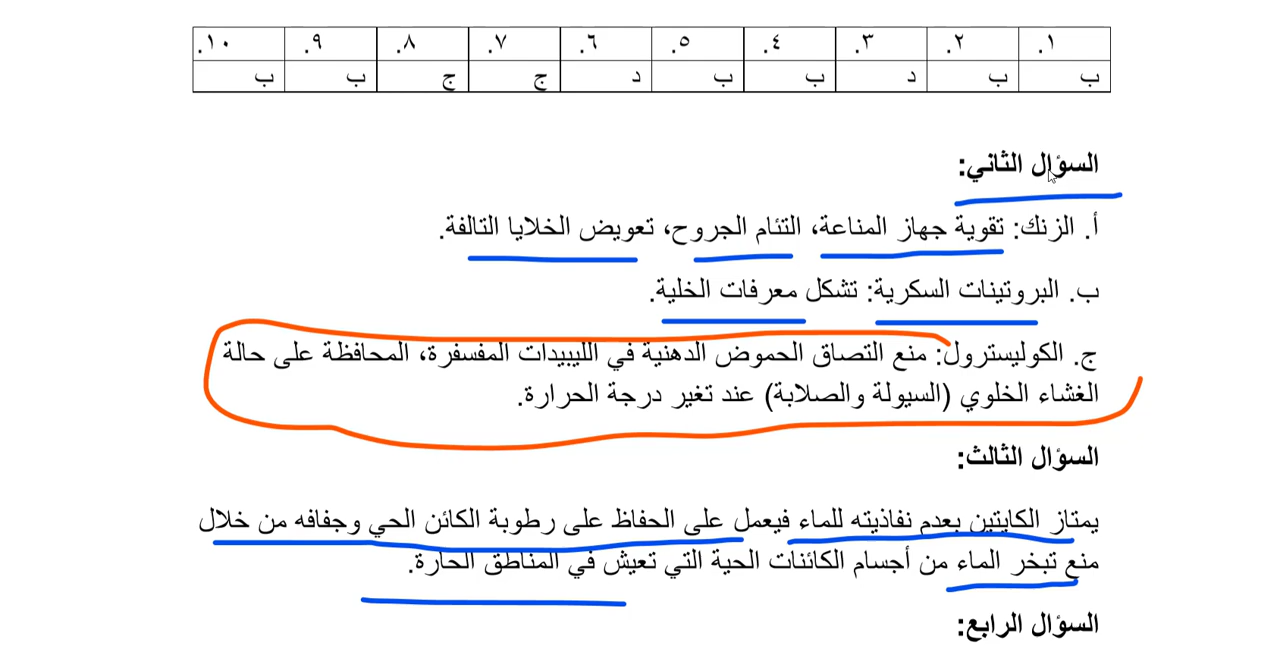 ١. ٢. ٣. ٤. ٥. ٦. ٧. ٨. ٩. ١٠.
ب ب د ب ب د ج ج ب ب
السؤال الثاني:
أ. الزنك: تقوية جهاز المناعة، التئام الجروح، تعويض الخلايا التالفة.
ب. البروتينات السكرية: تشكل معرفات الخلية.
ج. الكوليسترول: منع التصاق الحموض الدهنية في الليبيدات المفسفرة، المحافظة على حالة
الغشاء الخلوي (السيولة والصلابة) عند تغير درجة الحرارة.
السؤال الثالث:
يمتاز الكايتين بعدم نفاذيته للماء فيعمل على الحفاظ على رطوبة الكائن الحي وجفافه من خلال
منع تبخر الماء من أجسام الكائنات الحية التي تعيش في المناطق الحارة.
السؤال الرابع: